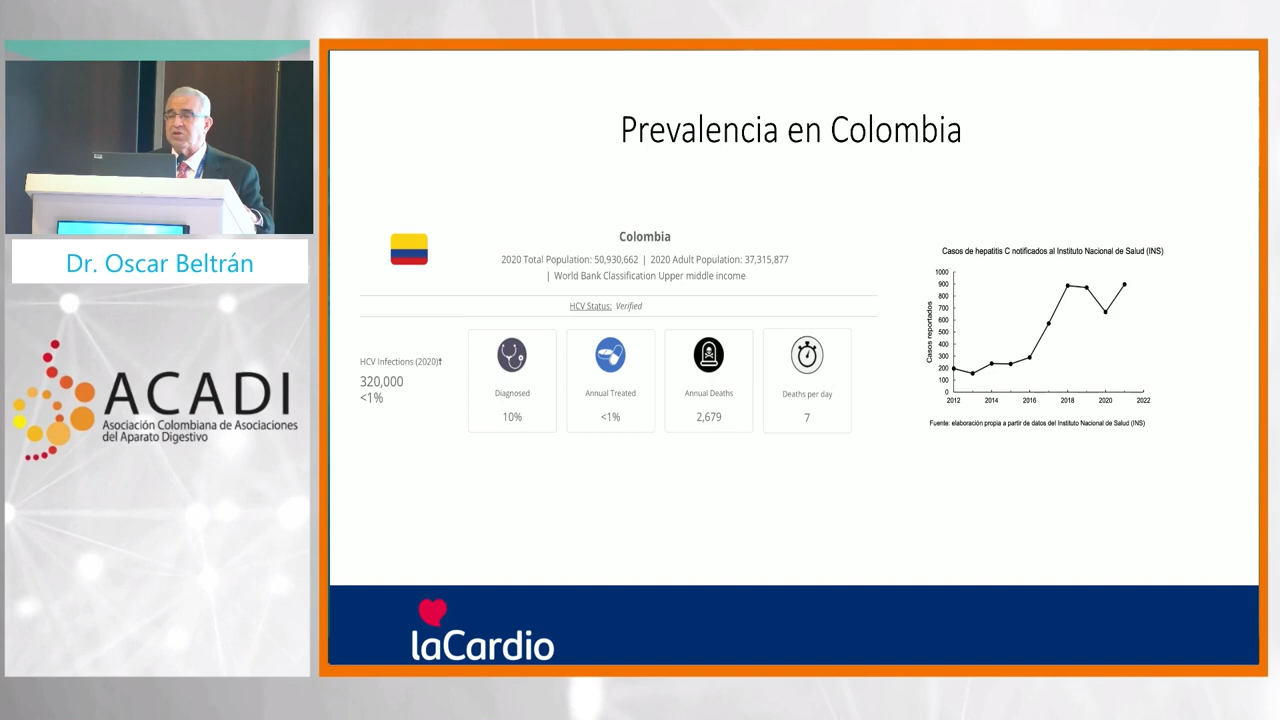 Dr. Oscar Beltrán
ACADI
Asociación Colombiana de Asociaciones
del Aparato Digestivo
Prevalencia en Colombia
Colombia
2020 Total Population: 50,930,662 | 2020 Adult Population: 37,315,877
| World Bank Classification Upper middle income
HCV Status: Verified
HCV Infections (2020)†
320,000
<1%
Diagnosed
10%
Annual Treated
<1%
Annual Deaths
2,679
Deaths per day
7
Casos de hepatitis C notificados al Instituto Nacional de Salud (INS)
Casos reportados
1000
900
800
700
600
500
400
300
200
100
0
2012
2014
2016
2018
2020
2022
Fuente: elaboración propia a partir de datos del Instituto Nacional de Salud (INS)
laCardio